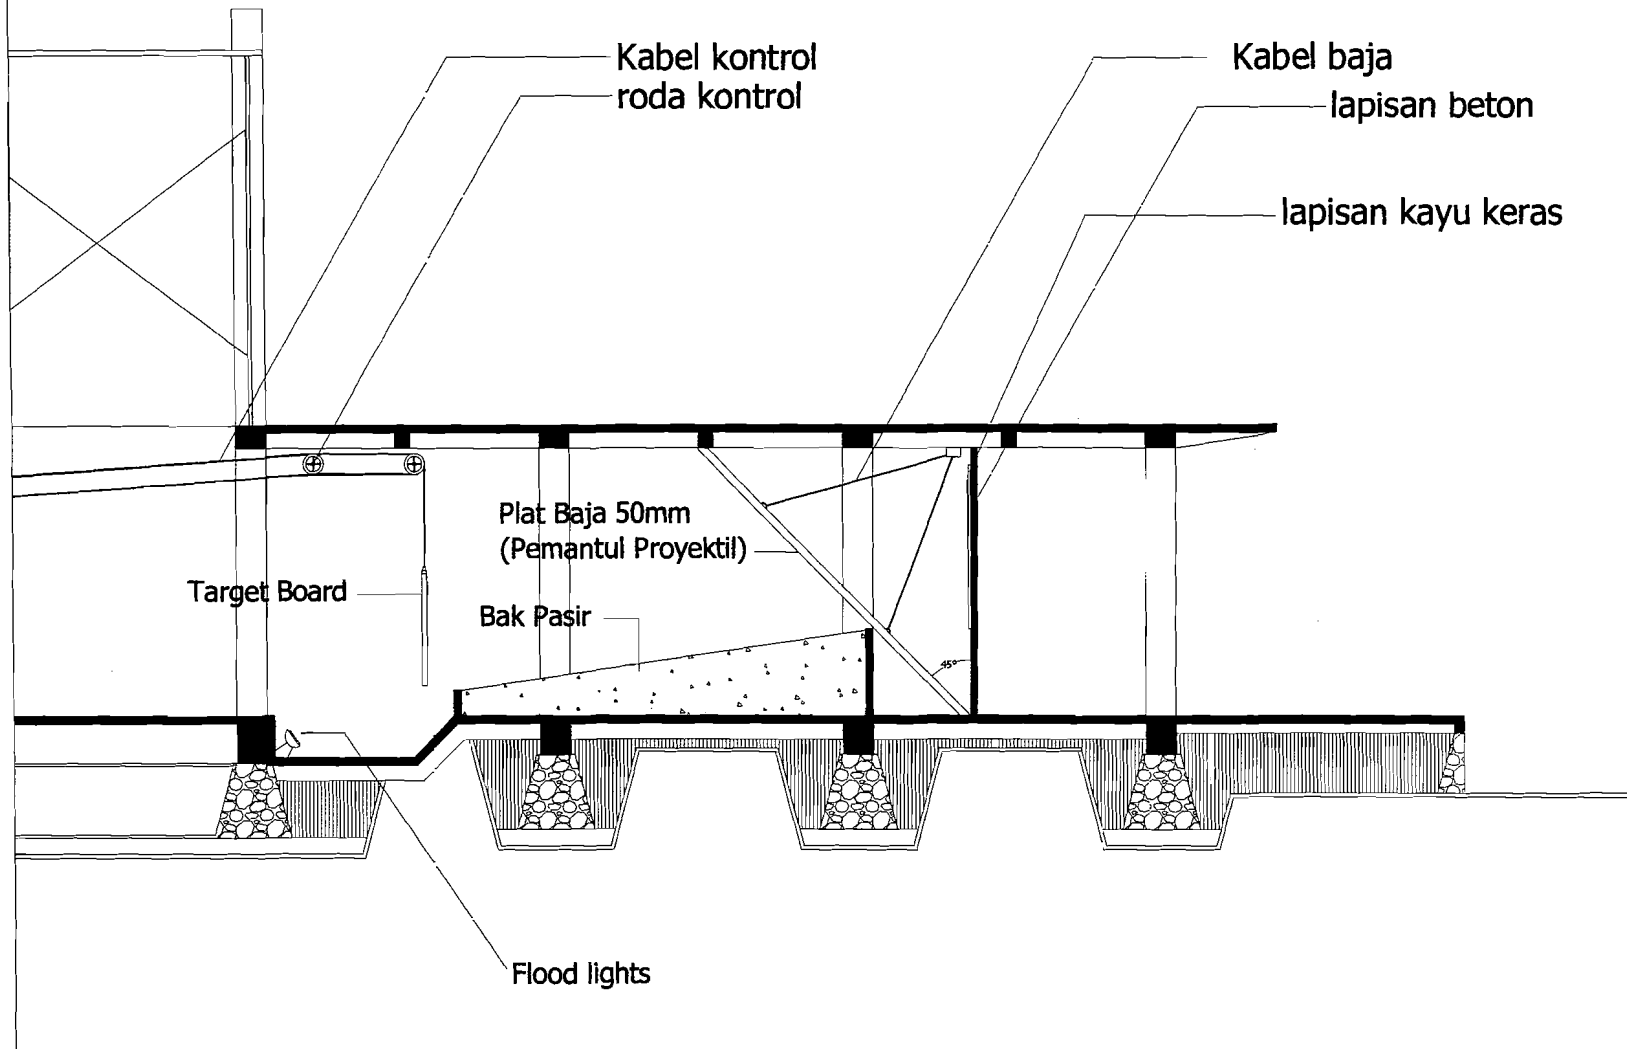 Kabel kontrol
roda kontrol
Kabel baja
lapisan beton
lapisan kayu keras
Plat Baja 50mm
(Pemantul Proyektil)
Target Board
Bak Pasir
45°
Flood lights